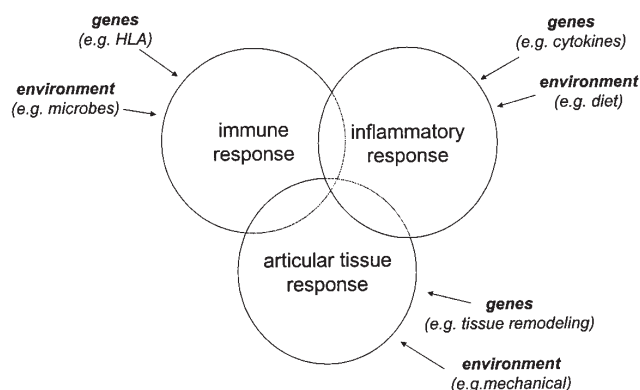 genes
(e.g. HLA)
environment
(e.g. microbes)
genes
(e.g. cytokines)
environment
(e.g. diet)
immune
response
inflammatory
response
articular tissue
response
genes
(e.g. tissue remodeling)
environment
(e.g.mechanical)